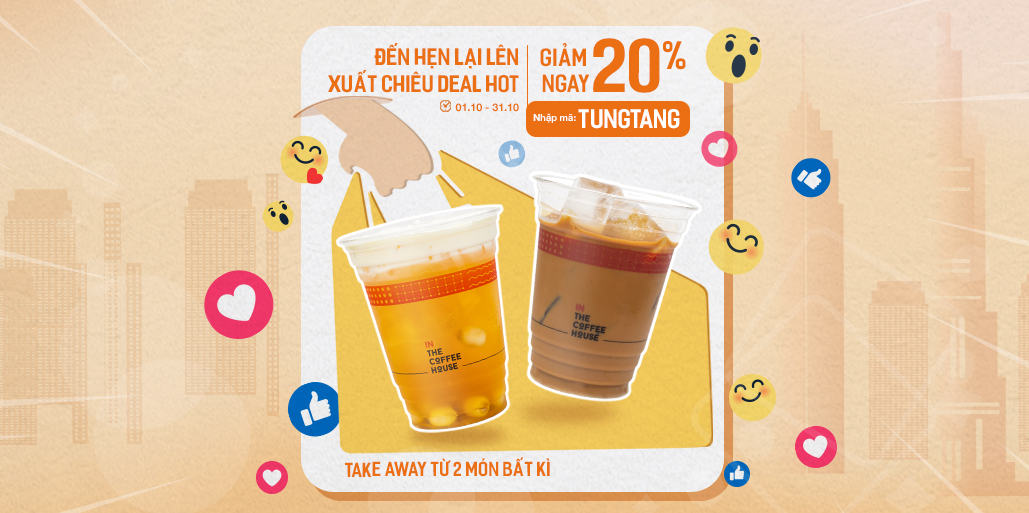 ĐẾN HẸN LẠI LÊN
XUẤT CHIÊU DEAL HOT
01.10 - 31.10
GIẢM
NGAY
20%
Nhập mã: TUNGTANG
IN
THE
COFFEE
HOUSE
IN
THE
COFFEE
HOUSE
TAKE AWAY TỪ 2 MÓN BẤT KÌ